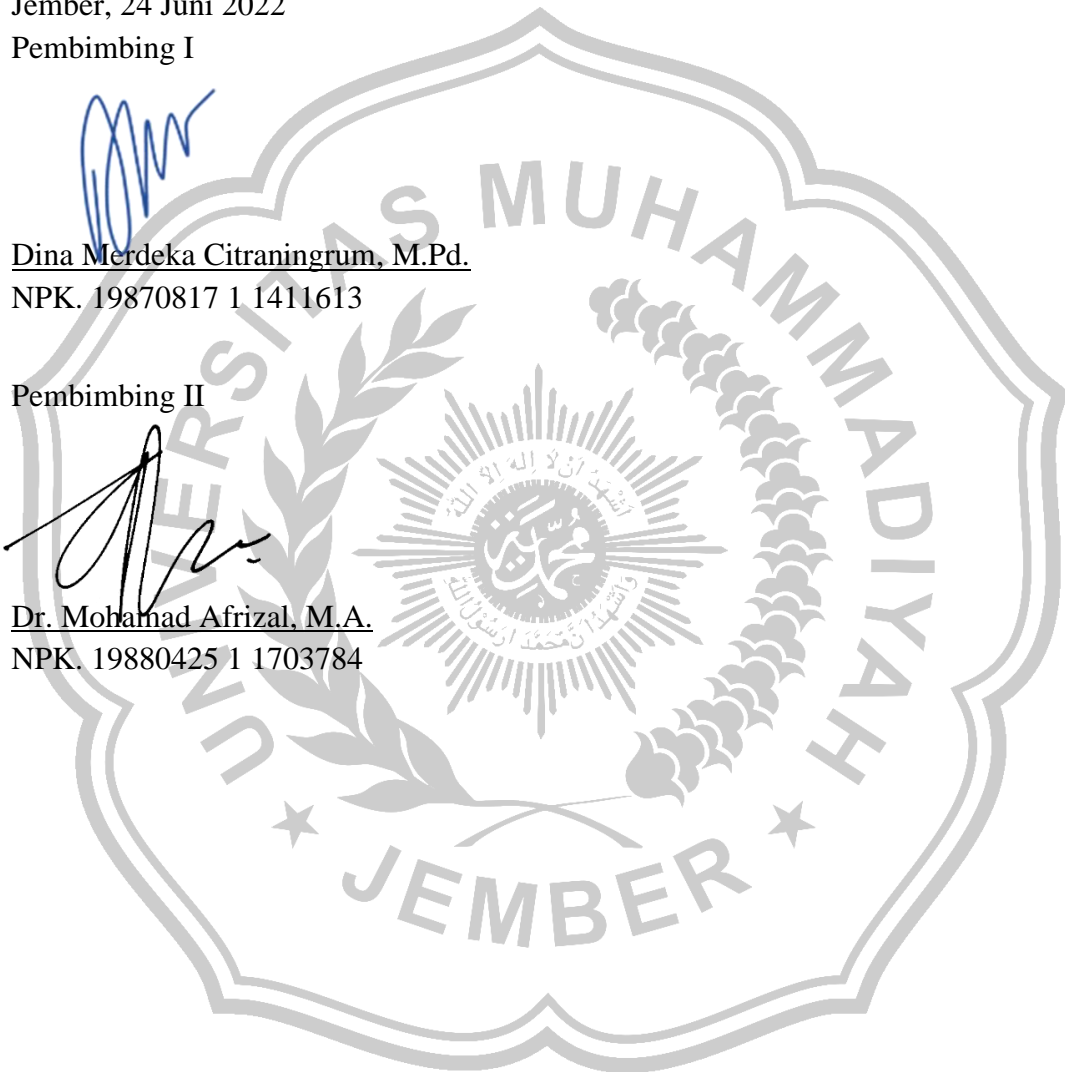 Jember, 24 Juni 2022
Pembimbing I
Dina Merdeka Citraningrum, M.Pd.
NPK. 19870817 1 1411613
Pembimbing II
Dr. Mohamad Afrizal, M.A.
NPK. 19880425 1 1703784
UNIVERSITAS MUHAMMADIYAH
JEMBER